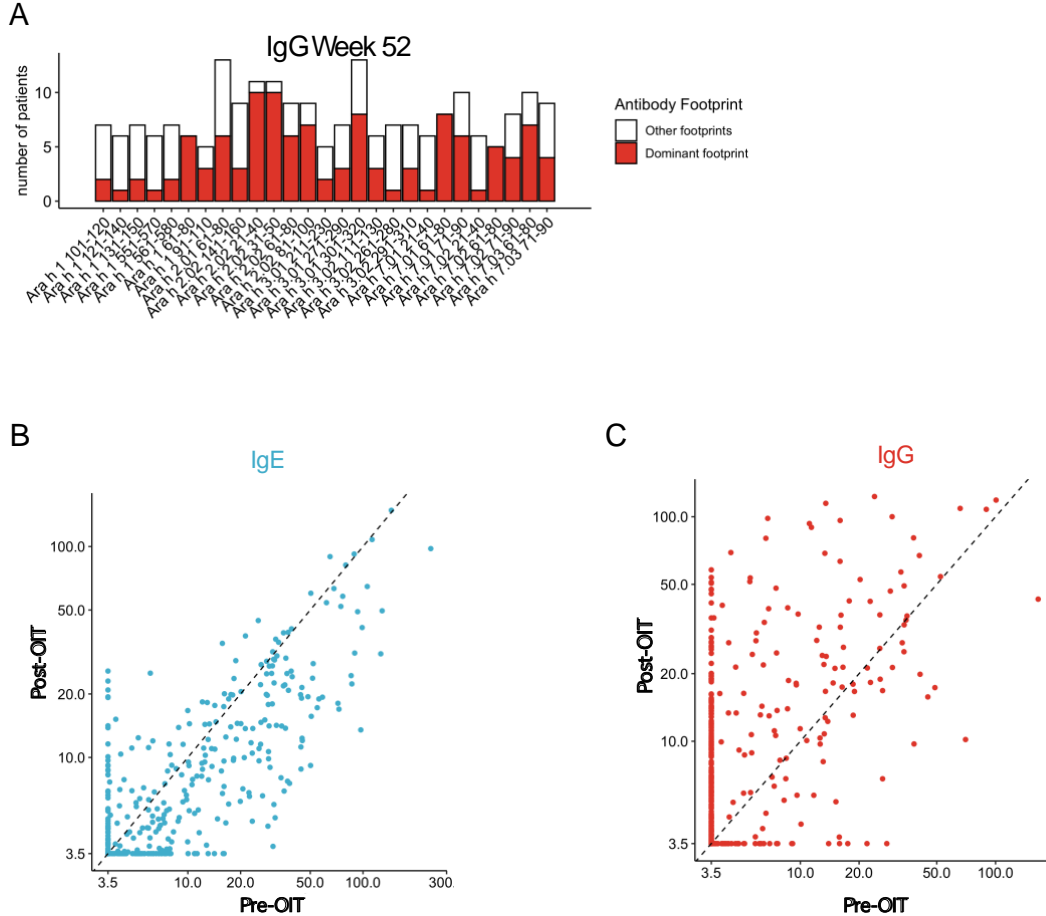 A
IgG Week 52
number of patients
10
5
0
Antibody Footprint
Other footprints
Dominant footprint
Ara h 1 101-120
Ara h 1 121-140
Ara h 1 131-150
Ara h 1 551-570
Ara h 1 561-580
Ara h 1 61-80
Ara h 1 91-110
Ara h 2.01 61-80
Ara h 2.02 141-160
Ara h 2.02 21-40
Ara h 2.02 31-50
Ara h 2.02 61-80
Ara h 2.02 81-100
Ara h 3.01 211-230
Ara h 3.01 271-290
Ara h 3.01 301-320
Ara h 3.02 111-130
Ara h 3.02 261-280
Ara h 3.02 291-310
Ara h 7.01 21-40
Ara h 7.01 61-80
Ara h 7.01 71-90
Ara h 7.02 21-40
Ara h 7.02 61-80
Ara h 7.02 71-90
Ara h 7.03 61-80
Ara h 7.03 71-90
B
IgE
Post-OIT
100.0
50.0
20.0
10.0
3.5
3.5 10.0 20.0 50.0 100.0 300.
Pre-OIT
C
IgG
Post-OIT
100.0
50.0
20.0
10.0
3.5
3.5 10.0 20.0 50.0 100.0
Pre-OIT